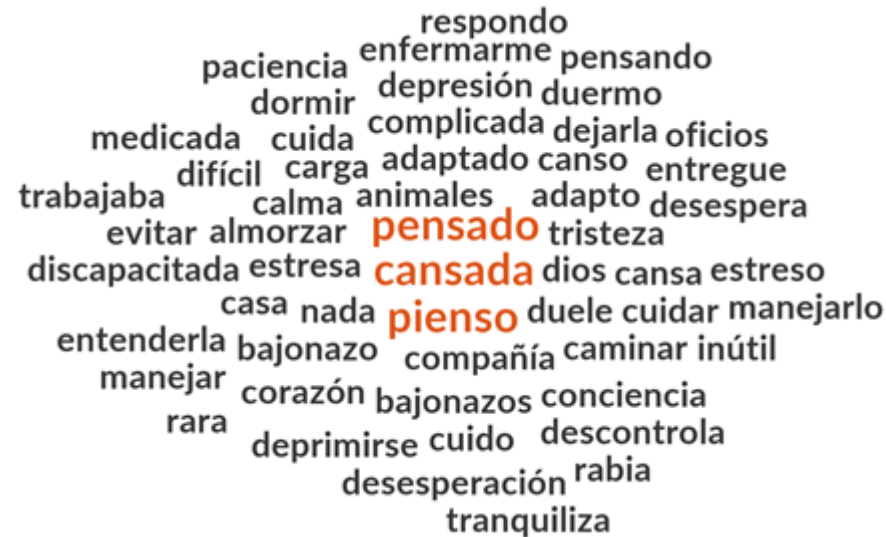 respondo
paciencia enfermarme pensando
dormir depresión duermo
medicada cuida complicada dejarla oficios
difícil carga adaptado canso entregue
trabajaba calma animales adapto desespera
evitar almorzar pensado tristeza
discapacitada estresa cansada dios cansa estreso
casa nada pienso duele cuidar manejarlo
entenderla bajonazo compañía caminar inútil
manejar corazón bajonazos conciencia
rara deprimirse cuido descontrola
desesperación rabia
tranquiliza